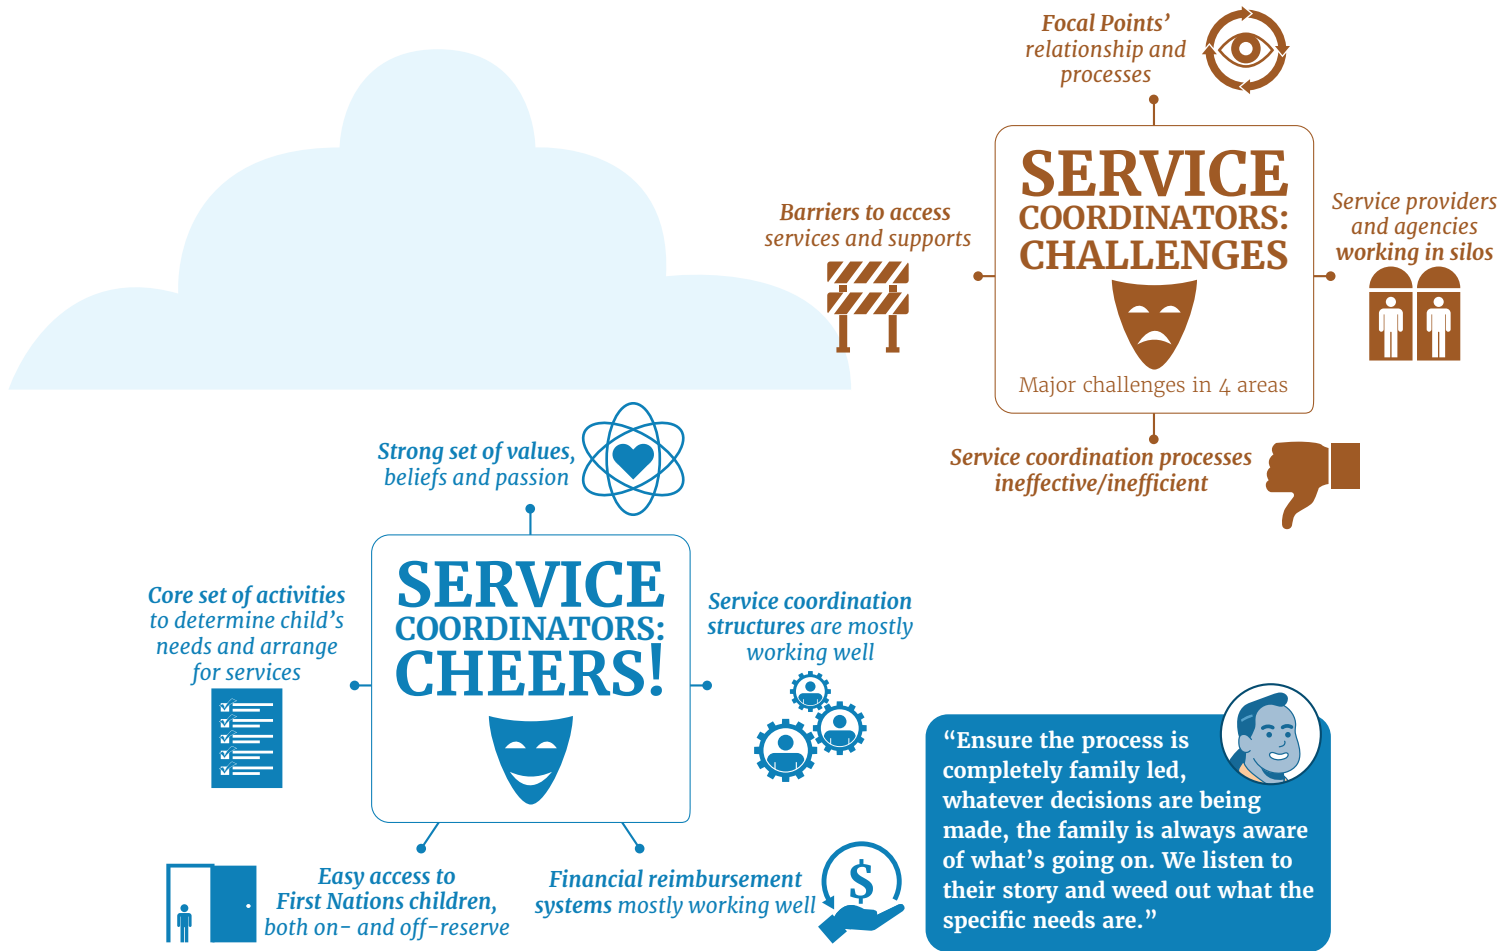 Focal Points’
relationship and
processes
SERVICE
COORDINATORS:
CHALLENGES
Major challenges in 4 areas
Barriers to access
services and supports
Service providers
and agencies
working in silos
Service coordination processes
ineffective/inefficient
Strong set of values,
beliefs and passion
SERVICE
COORDINATORS:
CHEERS!
Core set of activities
to determine child’s
needs and arrange
for services
Service coordination
structures are mostly
working well
Easy access to
First Nations children,
both on- and off-reserve
Financial reimbursement
systems mostly working well
$
“Ensure the process is
completely family led,
whatever decisions are being
made, the family is always aware
of what’s going on. We listen to
their story and weed out what the
specific needs are.”